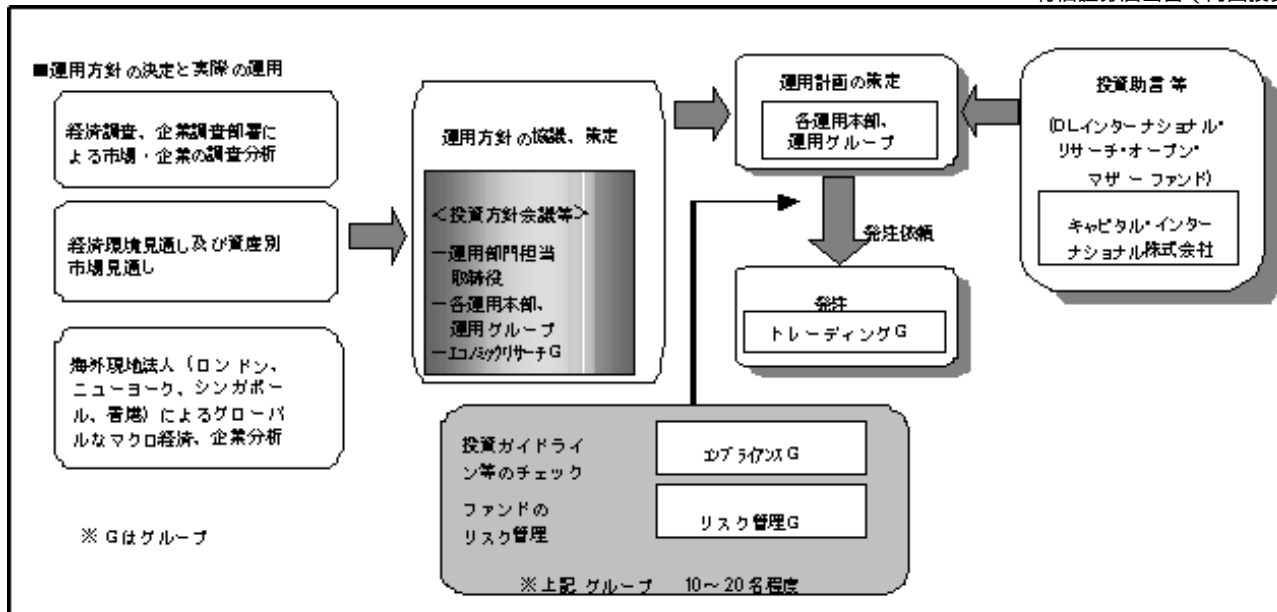 ■運用方針の決定と実際の運用
経済調査、企業調査部署に
よる市場・企業の調査分析
経済環境見通し及び資産別
市場見通し
海外現地法人（ロンドン、
ニューヨーク、シンガポー
ル、香港）によるグローバ
ルなマクロ経済、企業分析
※ Gはグループ
運用方針の協議、策定
＜投資方針会議等＞
－運用部門担当
取締役
－各運用本部、
運用グループ
－エコノミックリサーチG
運用計画の策定
各運用本部、
運用グループ
発注依頼
発注
トレーディングG
投資助言等
(DLインターナショナル・
リサーチ・オープン・
マザーファンド)
キャピタル・インター
ナショナル株式会社
投資ガイドライ
ン等のチェック
コンプライアンスG
ファンドの
リスク管理
リスク管理G
※上記グループ 10～20名程度